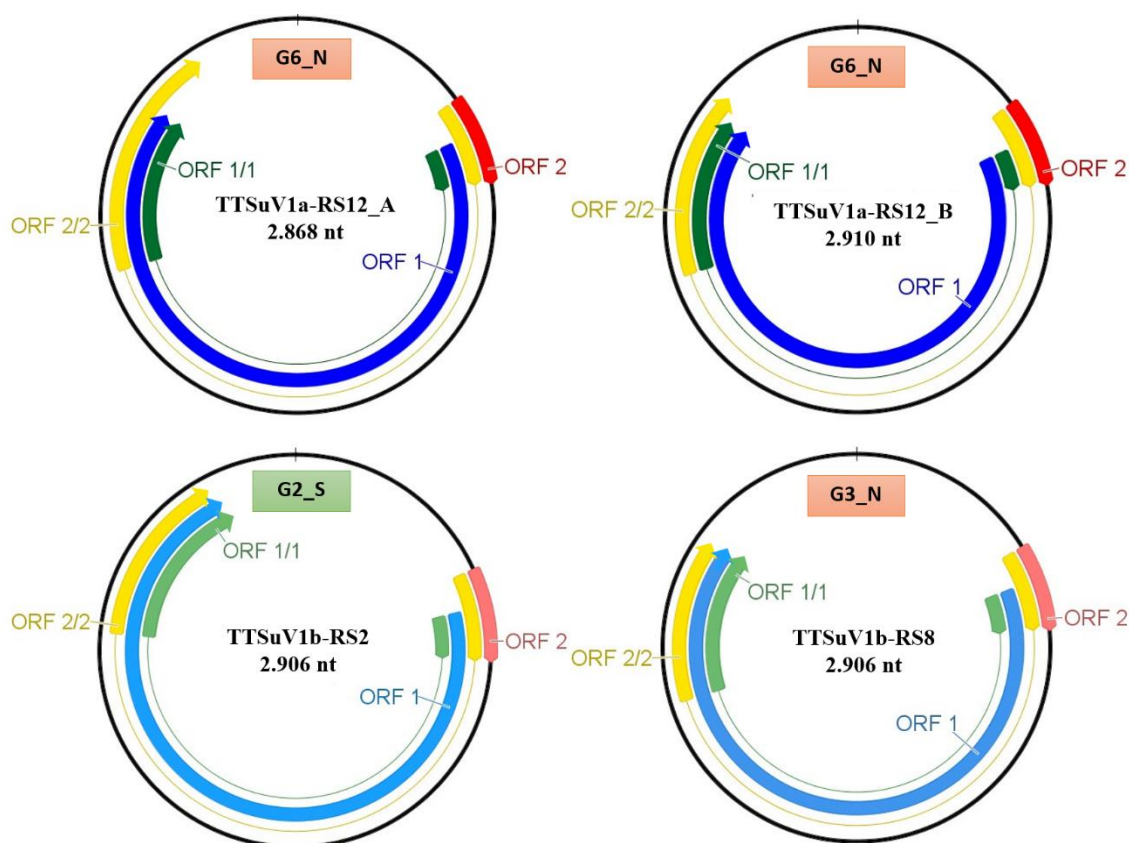 G6_N
ORF 1/1
ORF 2
TTSuV1a-RS12_A
2.868 nt
ORF 2/2
ORF 1
G6_N
ORF 1/1
ORF 2
TTSuV1a-RS12_B
2.910 nt
ORF 2/2
ORF 1
G2_S
ORF 1/1
ORF 2/2
TTSuV1b-RS2
2.906 nt
ORF 2
ORF 1
G3_N
ORF 1/1
ORF 2
TTSuV1b-RS8
2.906 nt
ORF 2/2
ORF 1